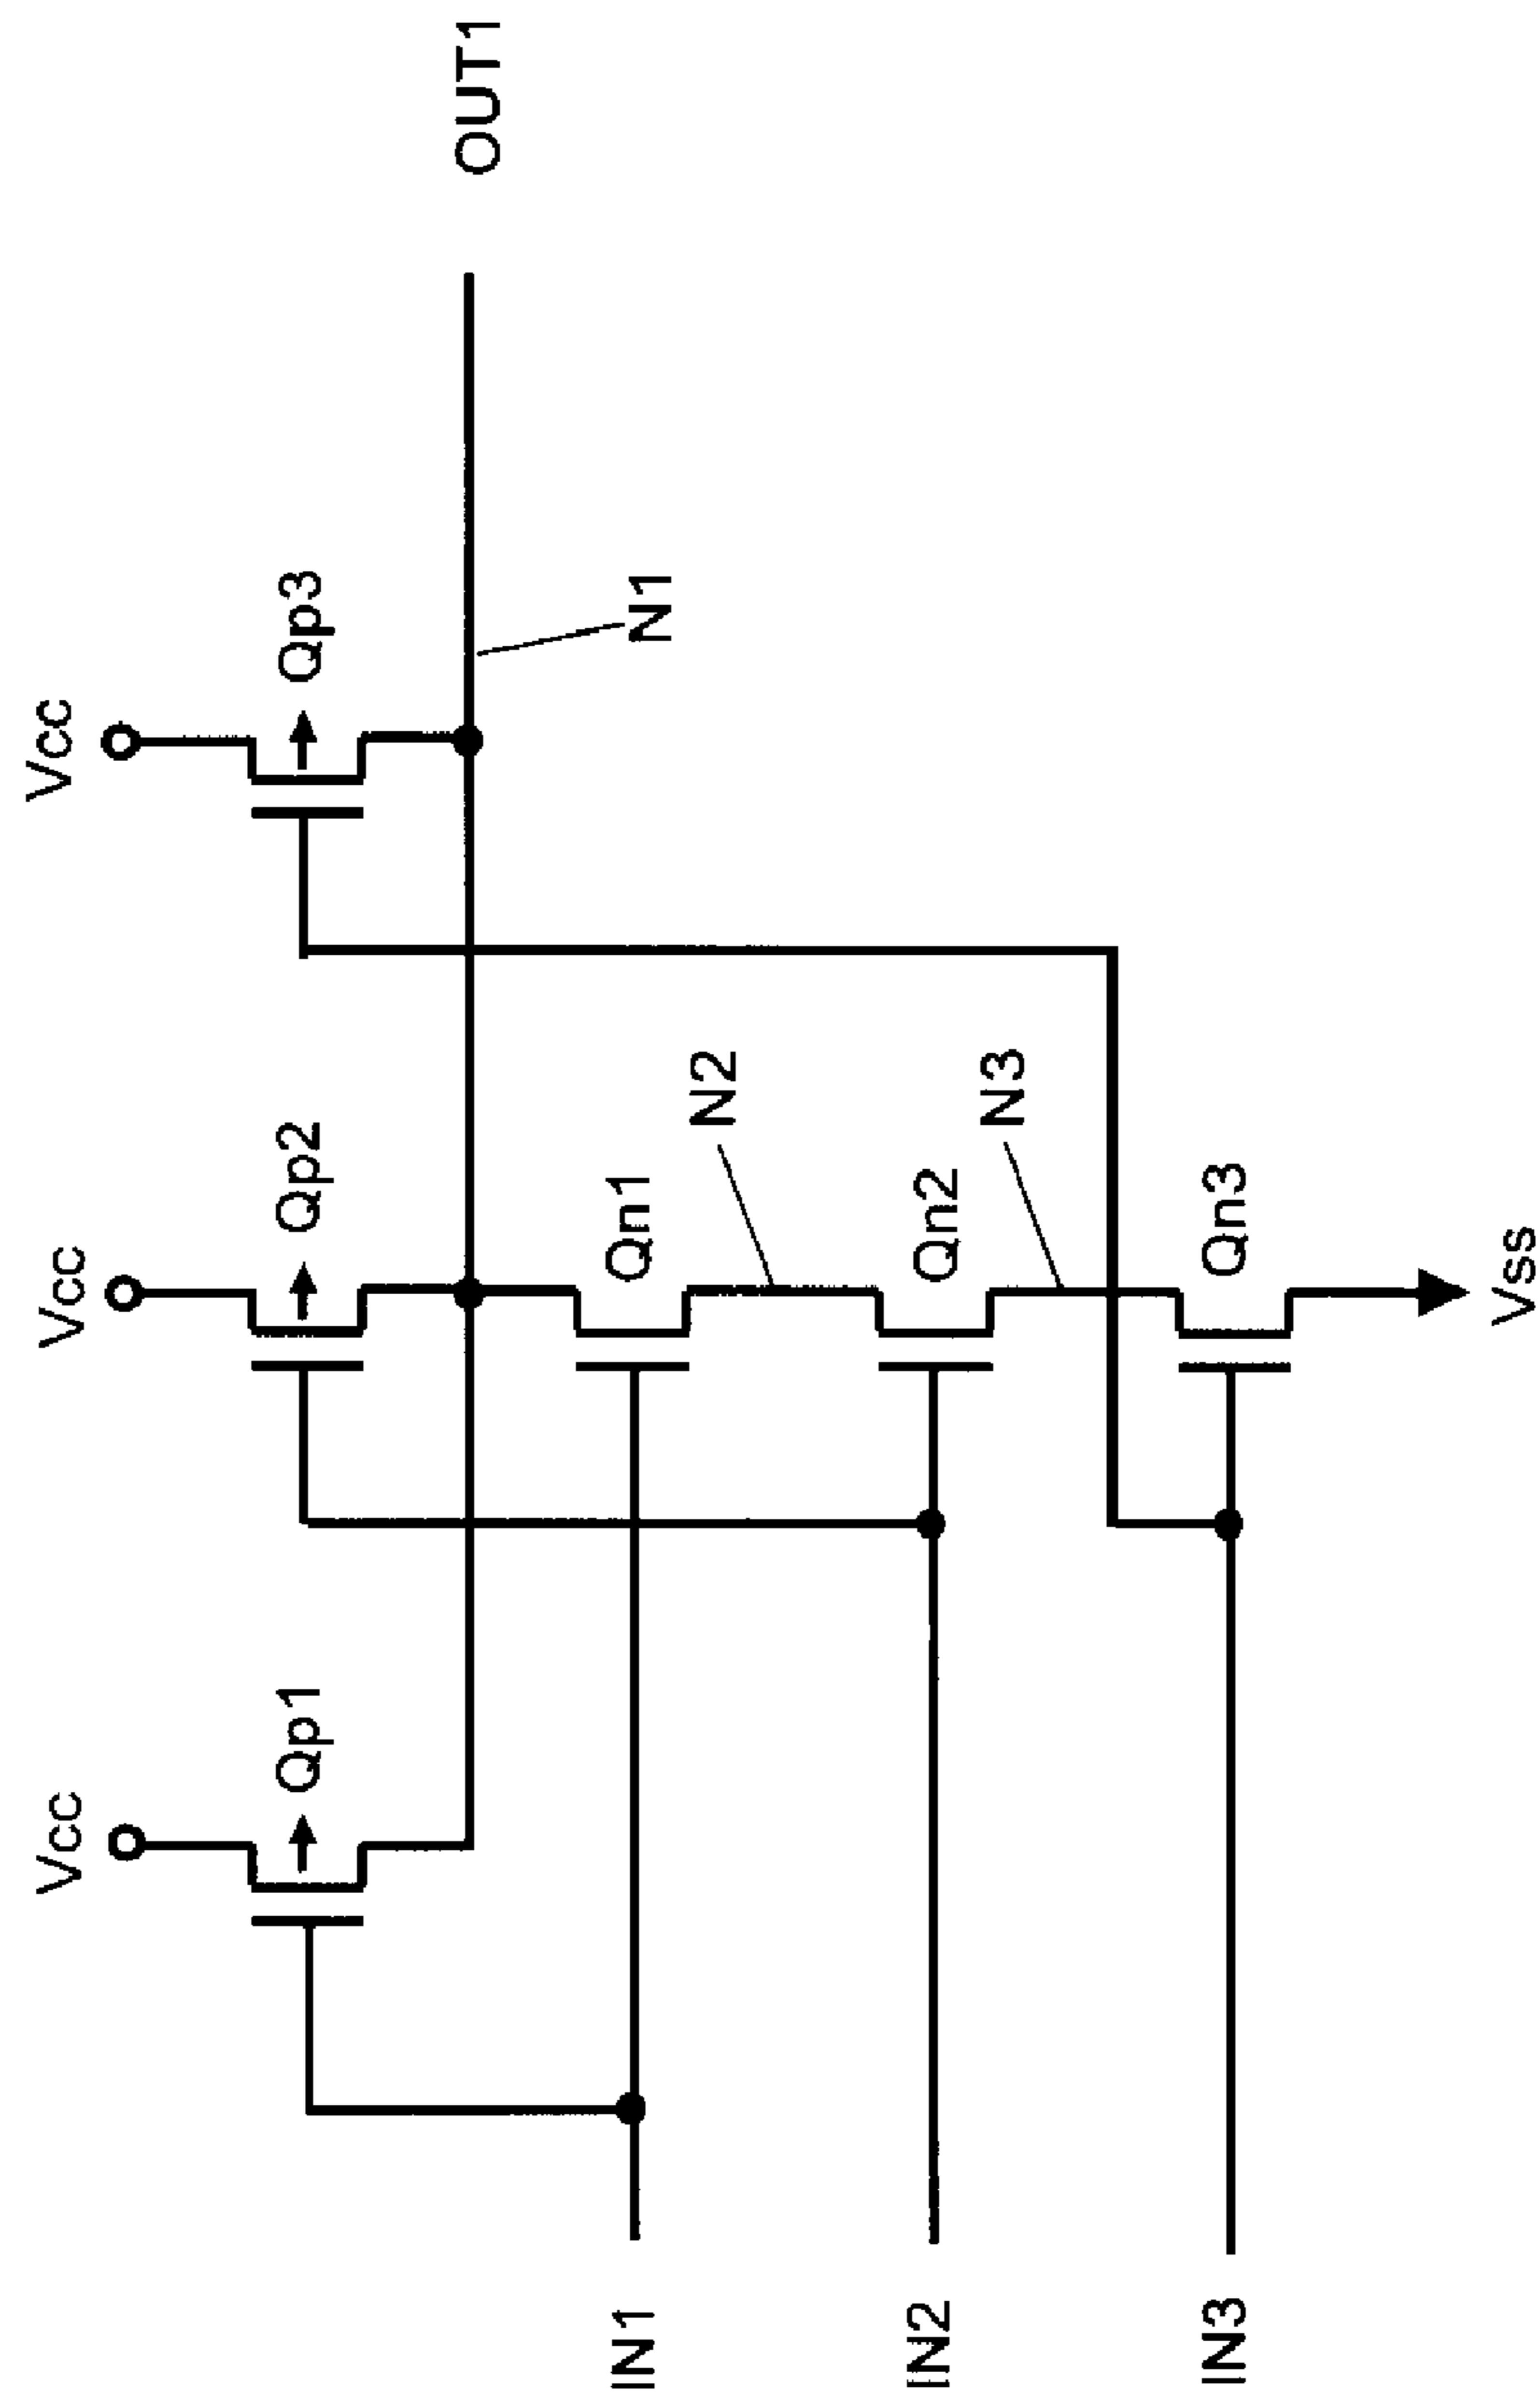 Vcc
Vcc
Vcc
Qp1
Qp2
Qp3
OUT1
N1
IN1
Qn1
N2
IN2
Qn2
N3
IN3
Qn3
Vss